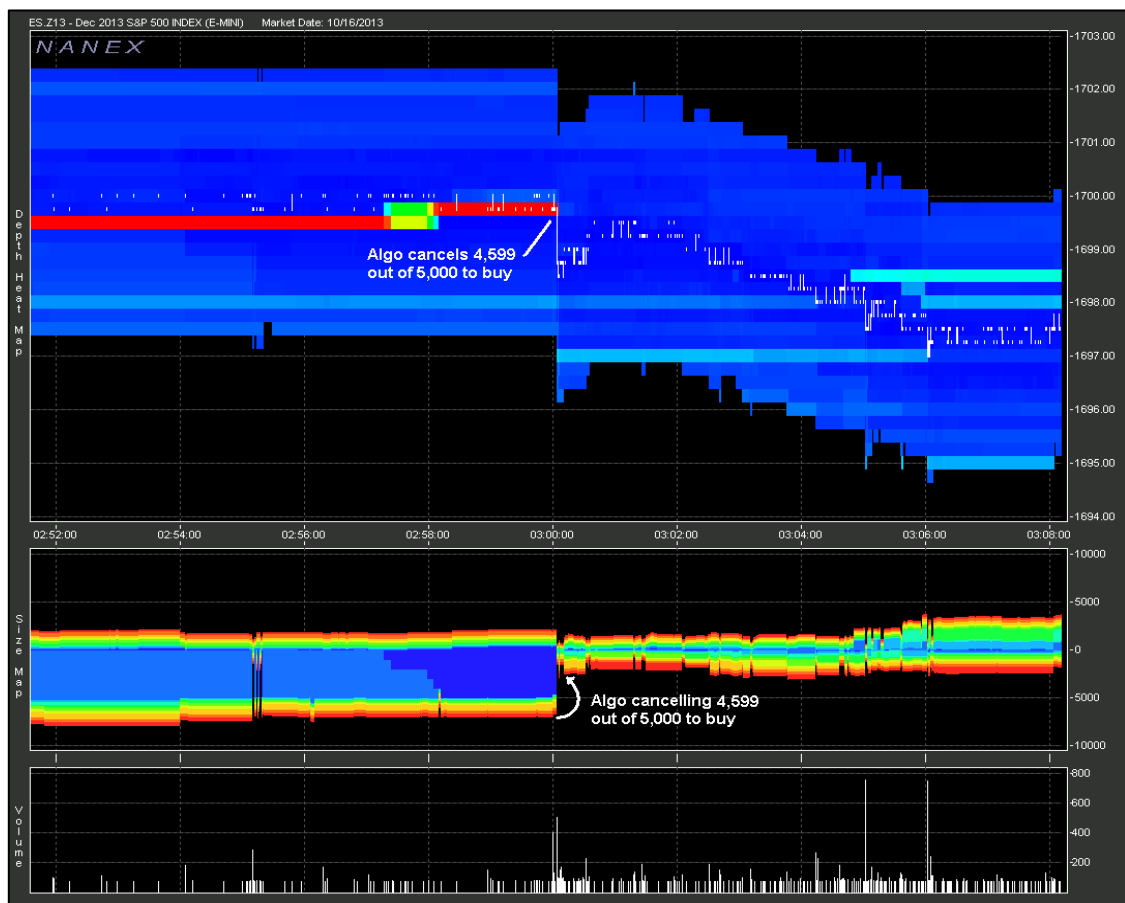 ES.Z13 - Dec 2013 S&P 500 INDEX (E-MINI) Market Date: 10/16/2013
NANEX
1703.00
1702.00
1701.00
1700.00
1699.00
1698.00
1697.00
1696.00
1695.00
1694.00
Depth Heat Map
Algo cancels 4,599
out of 5,000 to buy
02:52:00 02:54:00 02:56:00 02:58:00 03:00:00 03:02:00 03:04:00 03:06:00 03:08:00
Size Map
10000
5000
0
5000
10000
Algo cancelling 4,599
out of 5,000 to buy
Volume
800
600
400
200